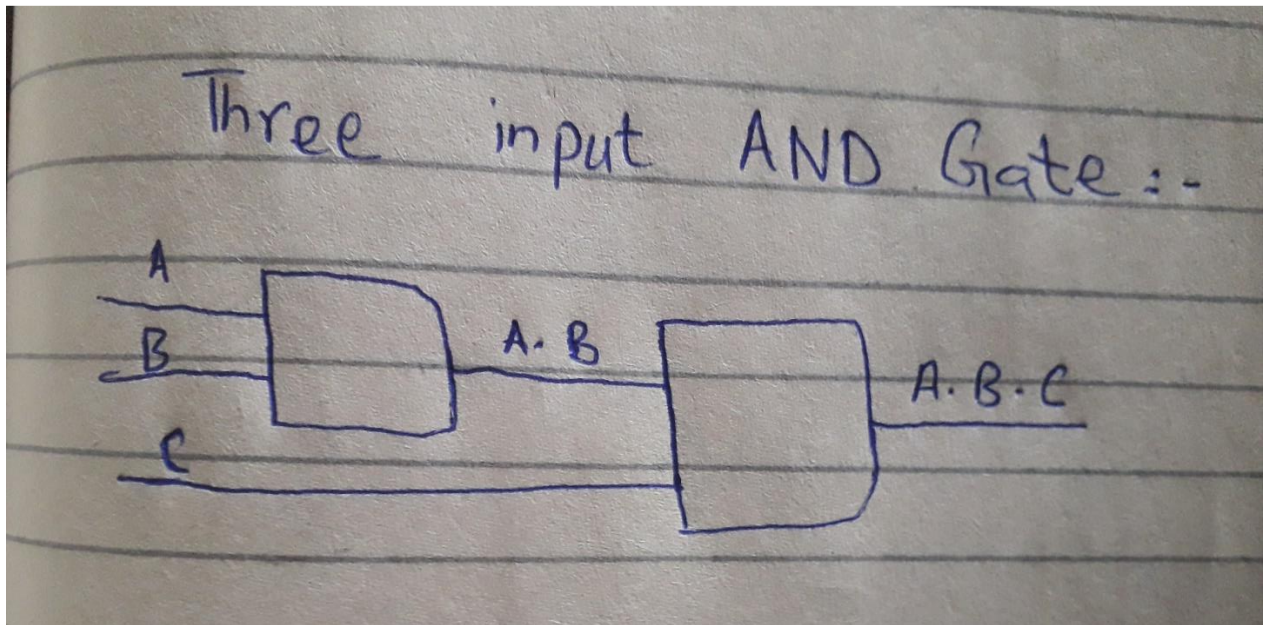 Three input AND Gate :-
A
B
A. B
A. B. C
C